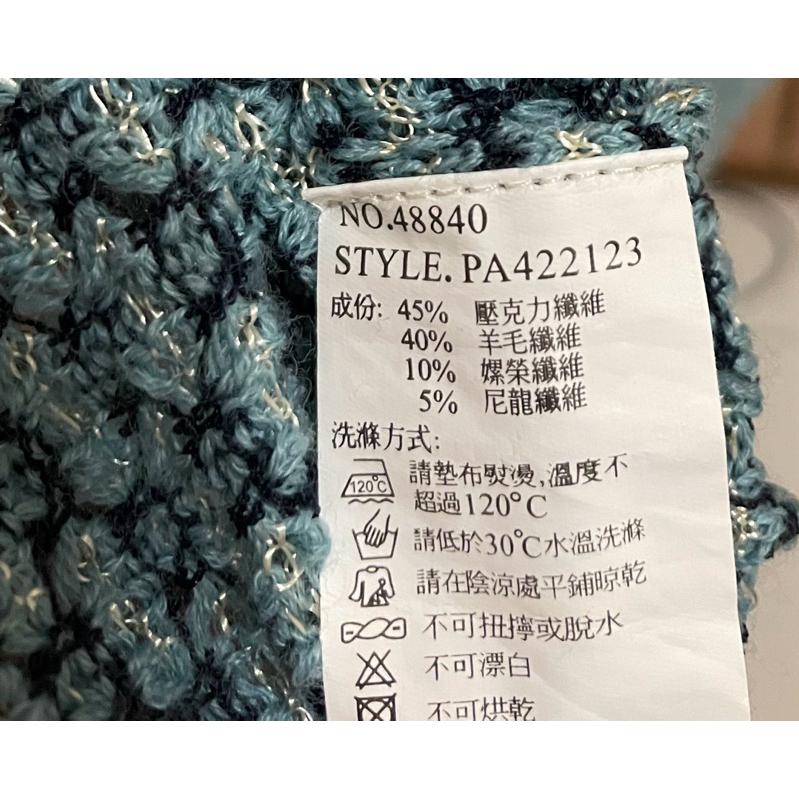 NO.48840
STYLE. PA422123
成份: 45% 壓克力纖維
40% 羊毛纖維
10% 嫘縈纖維
5% 尼龍纖維
洗滌方式:
120°C 請墊布熨燙,溫度不
超過120°C
請低於30°C水溫洗滌
請在陰涼處平鋪晾乾
不可扭擰或脫水
不可漂白
不可烘乾